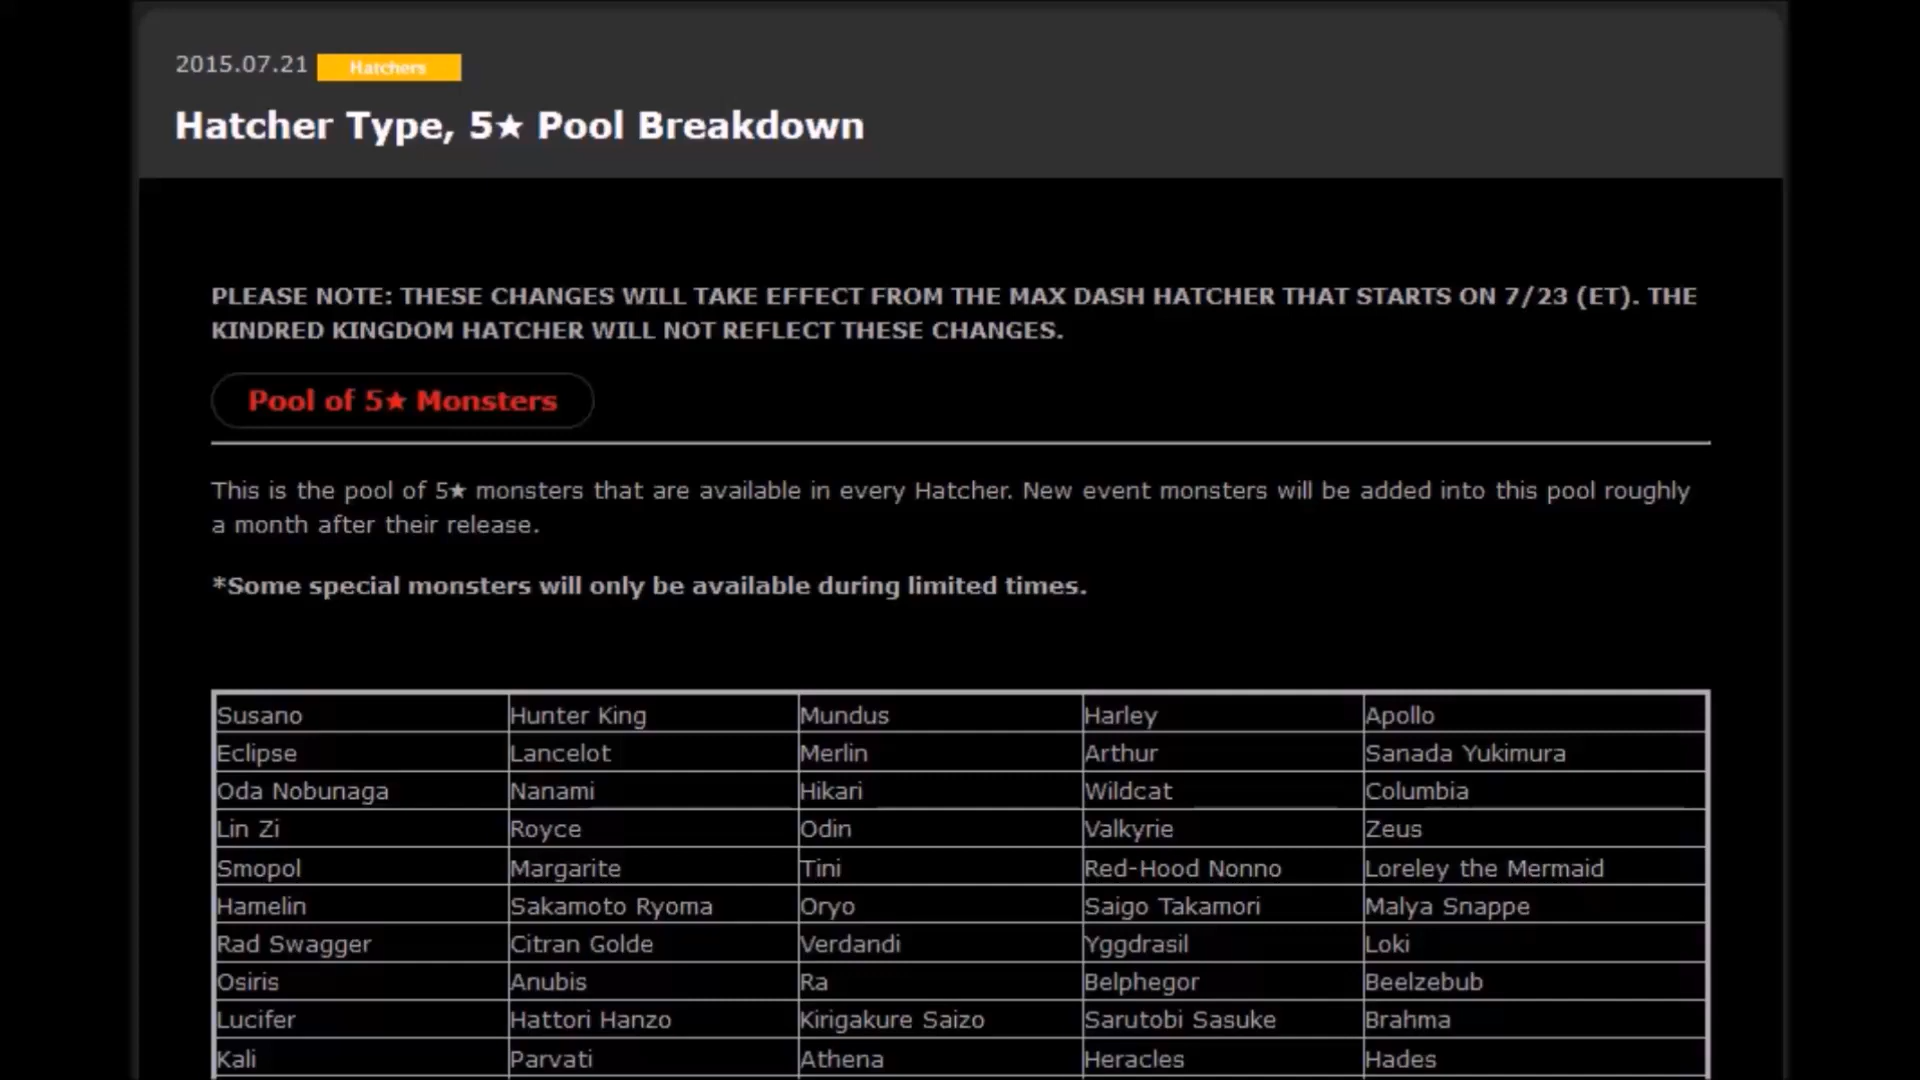 2015.07.21 Hatchers
Hatcher Type, 5★ Pool Breakdown
PLEASE NOTE: THESE CHANGES WILL TAKE EFFECT FROM THE MAX DASH HATCHER THAT STARTS ON 7/23 (ET). THE
KINDRED KINGDOM HATCHER WILL NOT REFLECT THESE CHANGES.
Pool of 5★ Monsters
This is the pool of 5★ monsters that are available in every Hatcher. New event monsters will be added into this pool roughly
a month after their release.
*Some special monsters will only be available during limited times.
Susano Hunter King Mundus Harley Apollo
Eclipse Lancelot Merlin Arthur Sanada Yukimura
Oda Nobunaga Nanami Hikari Wildcat Columbia
Lin Zi Royce Odin Valkyrie Zeus
Smopol Margarite Tini Red-Hood Nonno Loreley the Mermaid
Hamelin Sakamoto Ryoma Oryo Saigo Takamori Malya Snappe
Rad Swagger Citran Golde Verdandi Yggdrasil Loki
Osiris Anubis Ra Belphegor Beelzebub
Lucifer Hattori Hanzo Kirigakure Saizo Sarutobi Sasuke Brahma
Kali Parvati Athena Heracles Hades